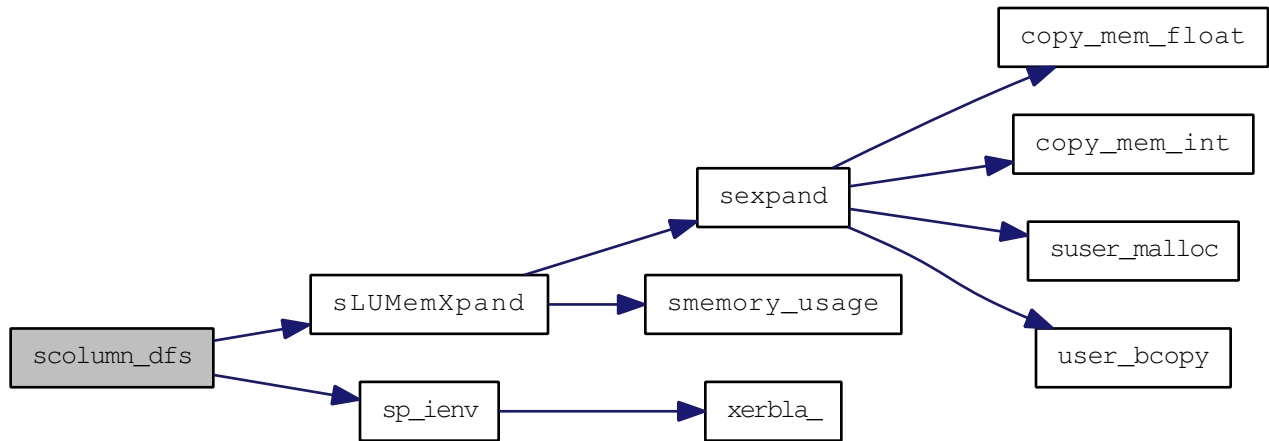 copy_mem_float
copy_mem_int
sexpand
suser_malloc
sLUMemXpand
smemory_usage
scolumn_dfs
user_bcopy
sp_ienv
xerbla_